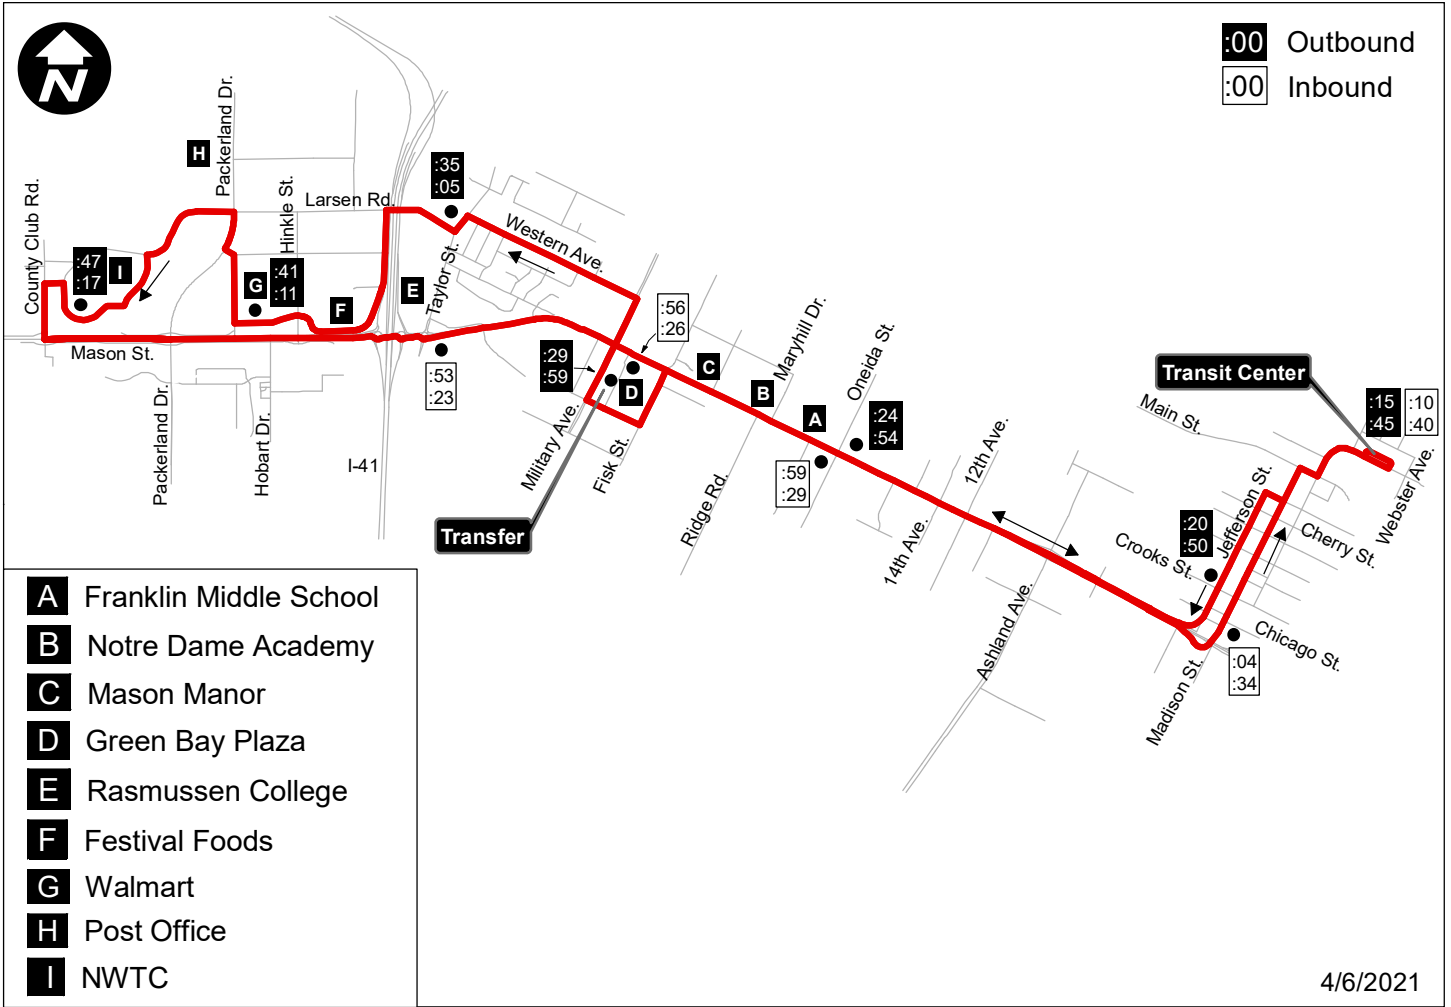 N
:00 Outbound
:00 Inbound
H
Packerland Dr.
County Club Rd.
Hinkle St.
Larsen Rd.
:35
:05
Western Ave.
Taylor St.
:47
:17
I
G
:41
:11
F
E
Mason St.
:53
:23
:56
:26
:29
:59
D
C
B
A
Maryhill Dr.
Oneida St.
:24
:54
:59
:29
Packerland Dr.
Hobart Dr.
I-41
Military Ave.
Fisk St.
Ridge Rd.
Transfer
14th Ave.
12th Ave.
Ashland Ave.
Transit Center
Main St.
:15
:45
:10
:40
Webster Ave.
Jefferson St.
Cherry St.
:20
:50
Crooks St.
Chicago St.
:04
:34
Madison St.
A Franklin Middle School
B Notre Dame Academy
C Mason Manor
D Green Bay Plaza
E Rasmussen College
F Festival Foods
G Walmart
H Post Office
I NWTC
4/6/2021